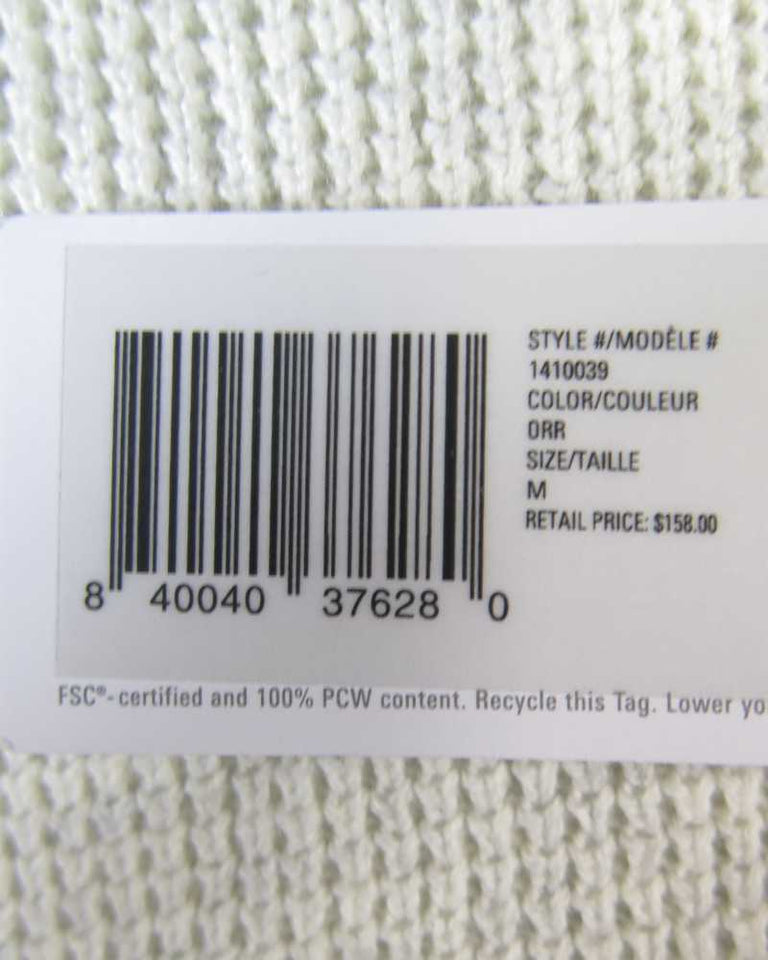 STYLE #/MODÈLE #
1410039
COLOR/COULEUR
0RR
SIZE/TAILLE
M
RETAIL PRICE: $158.00
8 40040 37628 0
FSC®-certified and 100% PCW content. Recycle this Tag. Lower yo